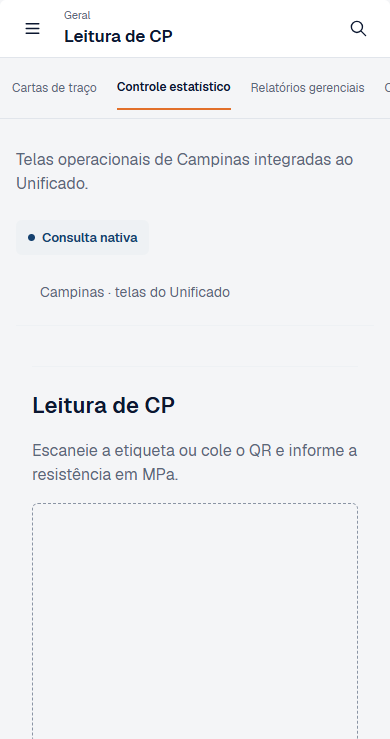 Geral
Leitura de CP
Cartas de traço
Controle estatístico
Relatórios gerenciais
Telas operacionais de Campinas integradas ao
Unificado.
Consulta nativa
Campinas · telas do Unificado
Leitura de CP
Escaneie a etiqueta ou cole o QR e informe a
resistência em MPa.